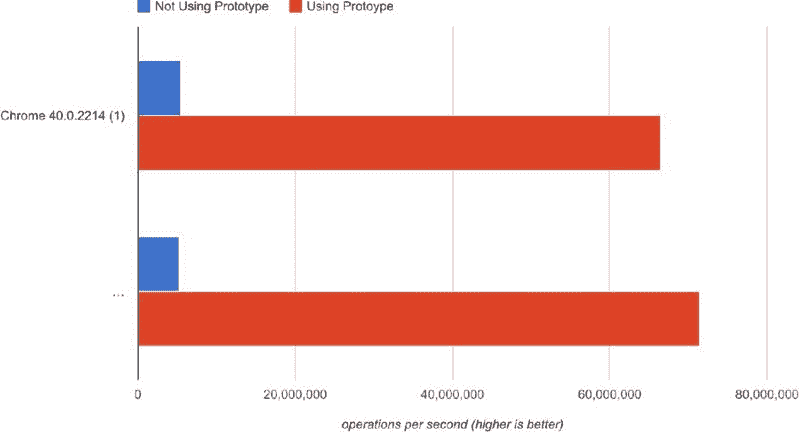 Not Using Prototype Using Protoype
Chrome 40.0.2214 (1)
...
0 20,000,000 40,000,000 60,000,000 80,000,000
operations per second (higher is better)